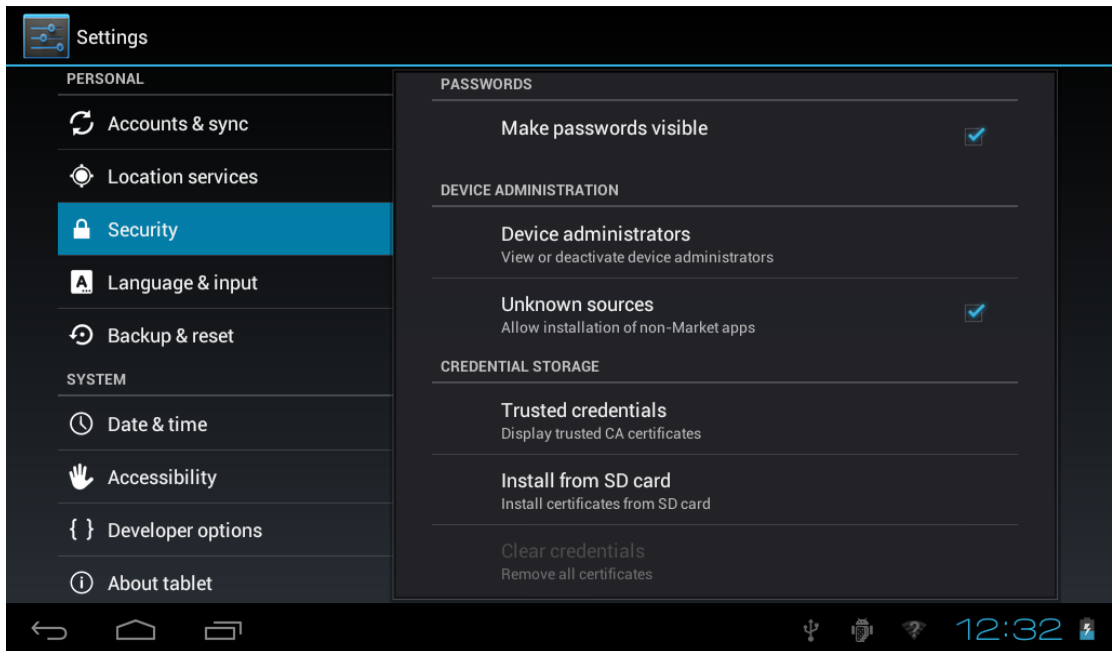 Settings
PERSONAL
Accounts & sync
Location services
Security
Language & input
Backup & reset
SYSTEM
Date & time
Accessibility
{ } Developer options
About tablet
PASSWORDS
Make passwords visible
DEVICE ADMINISTRATION
Device administrators
View or deactivate device administrators
Unknown sources
Allow installation of non-Market apps
CREDENTIAL STORAGE
Trusted credentials
Display trusted CA certificates
Install from SD card
Install certificates from SD card
Clear credentials
Remove all certificates
12:32